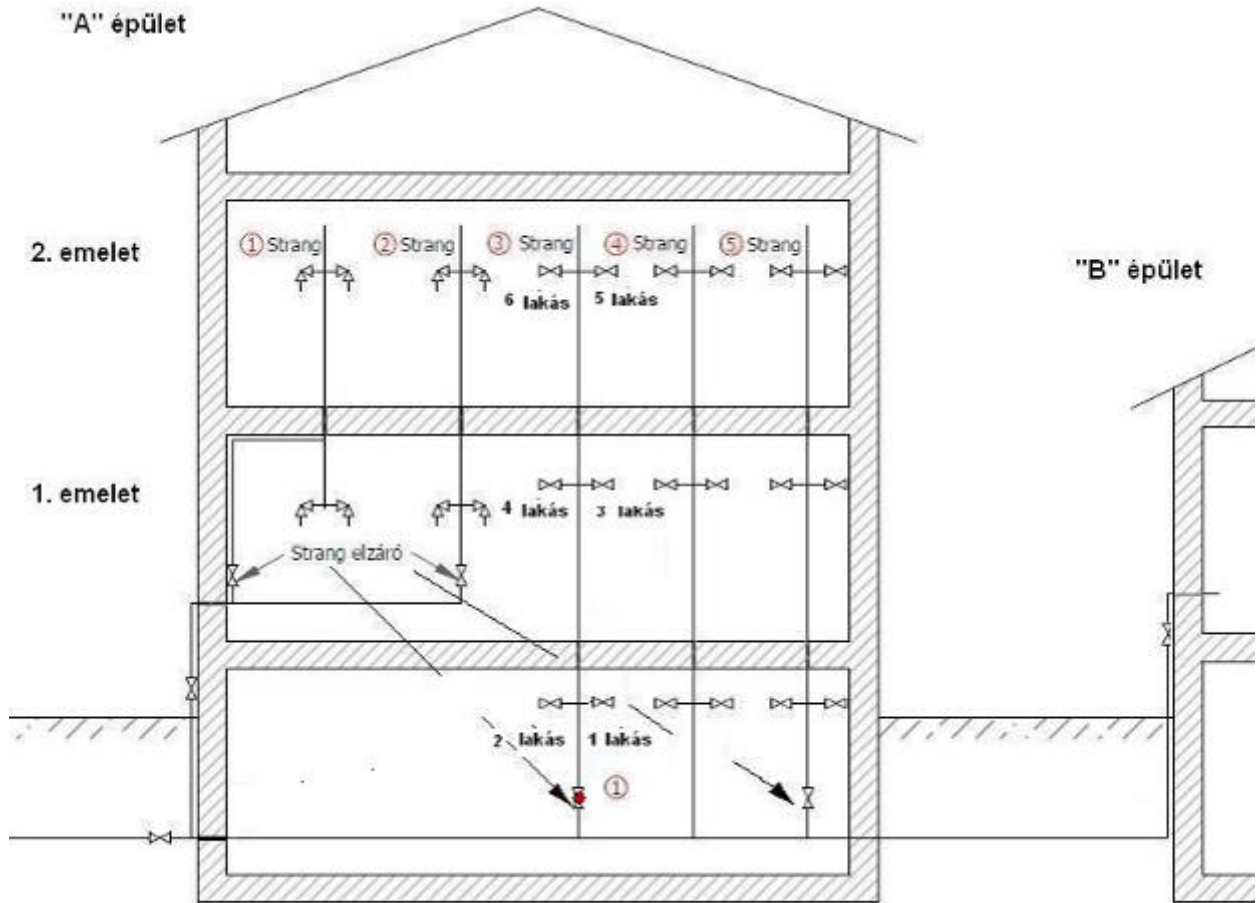 "A" épület
2. emelet
① Strang ② Strang ③ Strang ④ Strang ⑤ Strang
6 lakás 5 lakás
"B" épület
1. emelet
4 lakás 3 lakás
Strang elzáró
2 lakás 1 lakás
①